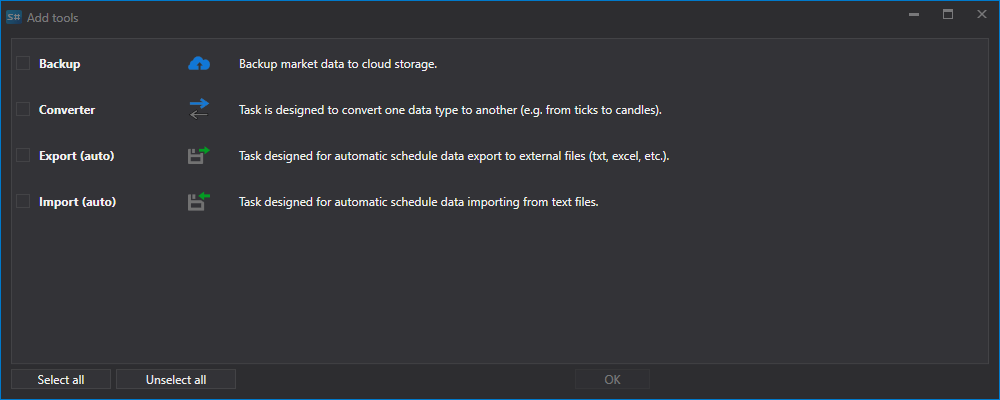 S# Add tools
Backup Backup market data to cloud storage.
Converter Task is designed to convert one data type to another (e.g. from ticks to candles).
Export (auto) Task designed for automatic schedule data export to external files (txt, excel, etc.).
Import (auto) Task designed for automatic schedule data importing from text files.
Select all Unselect all OK